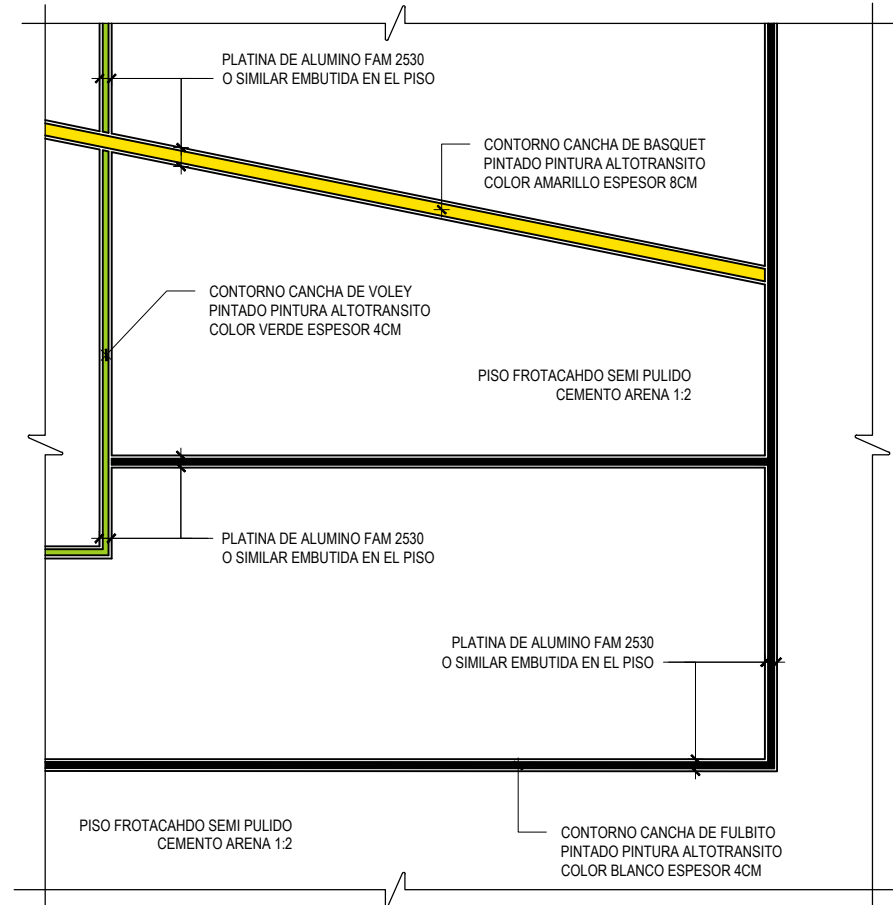 PLATINA DE ALUMINO FAM 2530
O SIMILAR EMBUTIDA EN EL PISO
CONTORNO CANCHA DE BASQUET
PINTADO PINTURA ALTOTRANSITO
COLOR AMARILLO ESPESOR 8CM
CONTORNO CANCHA DE VOLEY
PINTADO PINTURA ALTOTRANSITO
COLOR VERDE ESPESOR 4CM
PISO FROTACAHDO SEMI PULIDO
CEMENTO ARENA 1:2
PLATINA DE ALUMINO FAM 2530
O SIMILAR EMBUTIDA EN EL PISO
PLATINA DE ALUMINO FAM 2530
O SIMILAR EMBUTIDA EN EL PISO
PISO FROTACAHDO SEMI PULIDO
CEMENTO ARENA 1:2
CONTORNO CANCHA DE FULBITO
PINTADO PINTURA ALTOTRANSITO
COLOR BLANCO ESPESOR 4CM